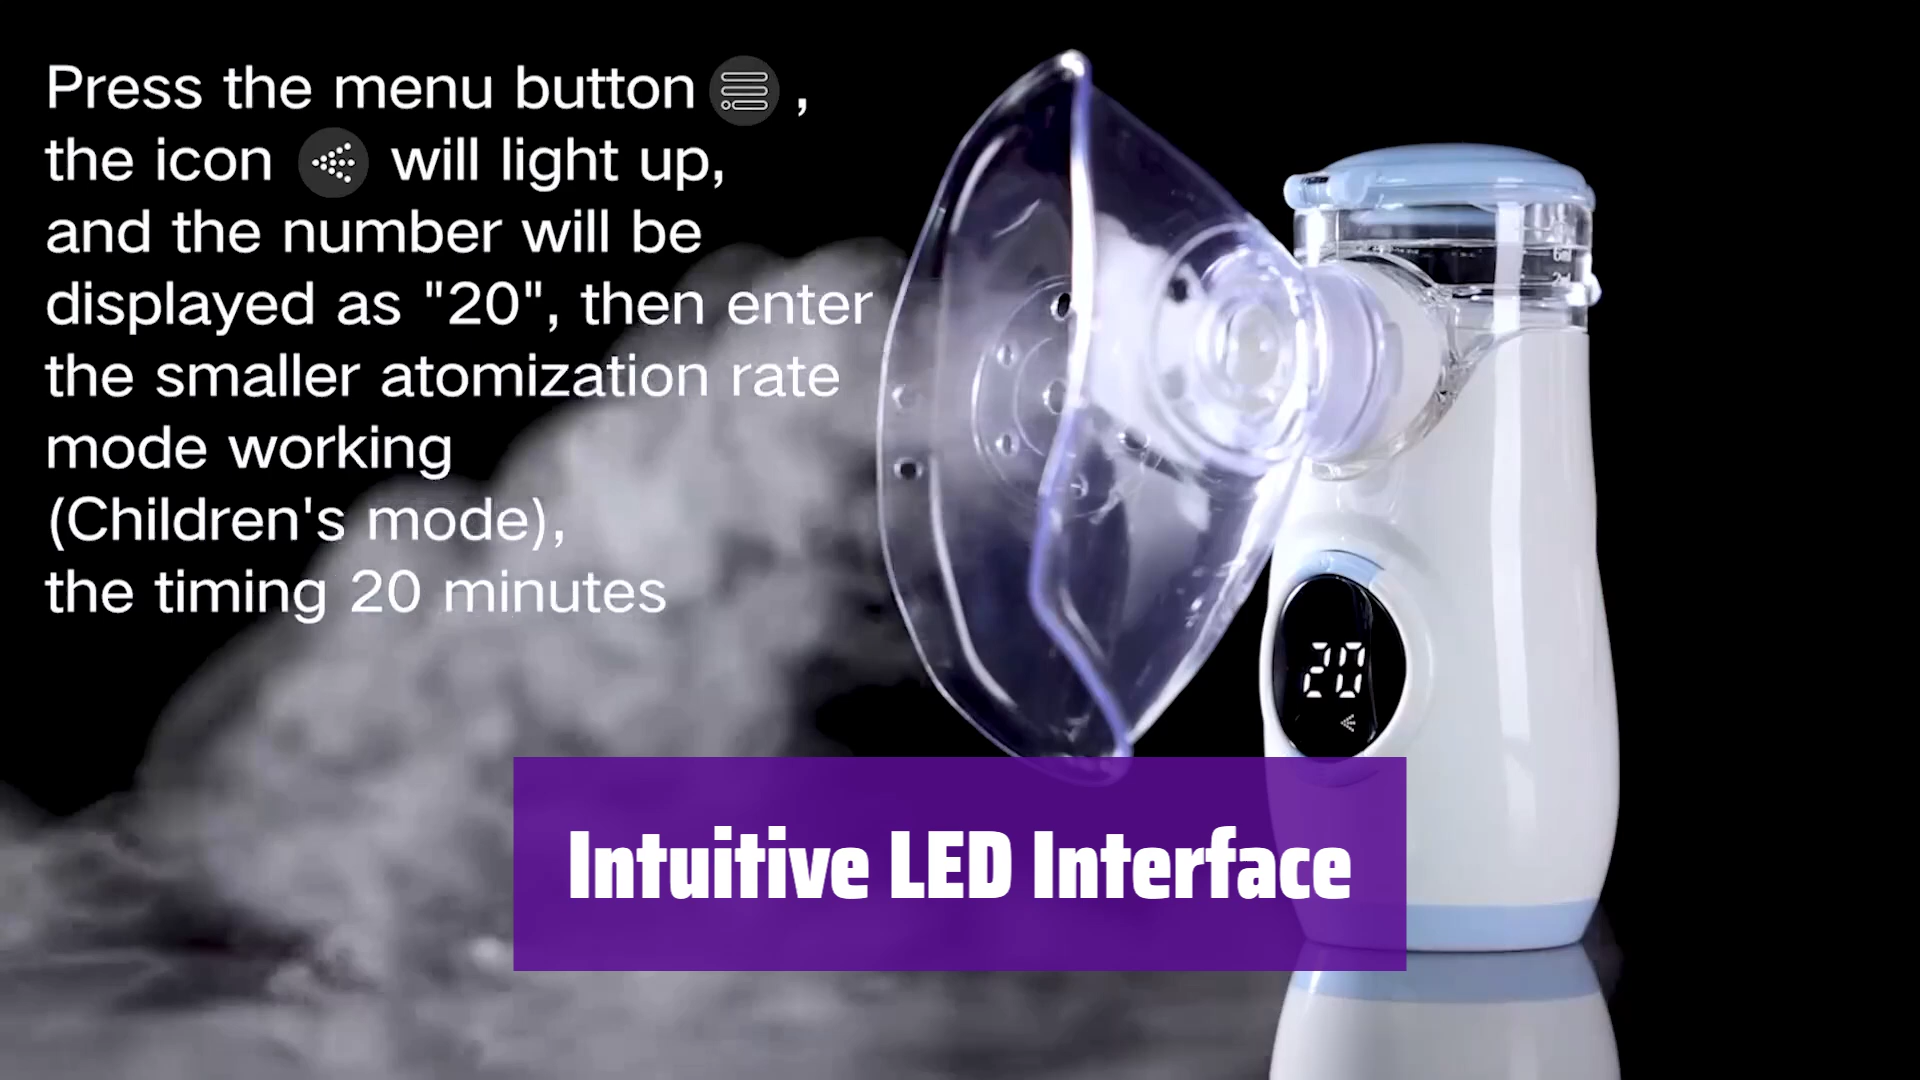 Press the menu button ,
the icon will light up,
and the number will be
displayed as "20", then enter
the smaller atomization rate
mode working
(Children's mode),
the timing 20 minutes
20
Intuitive LED Interface